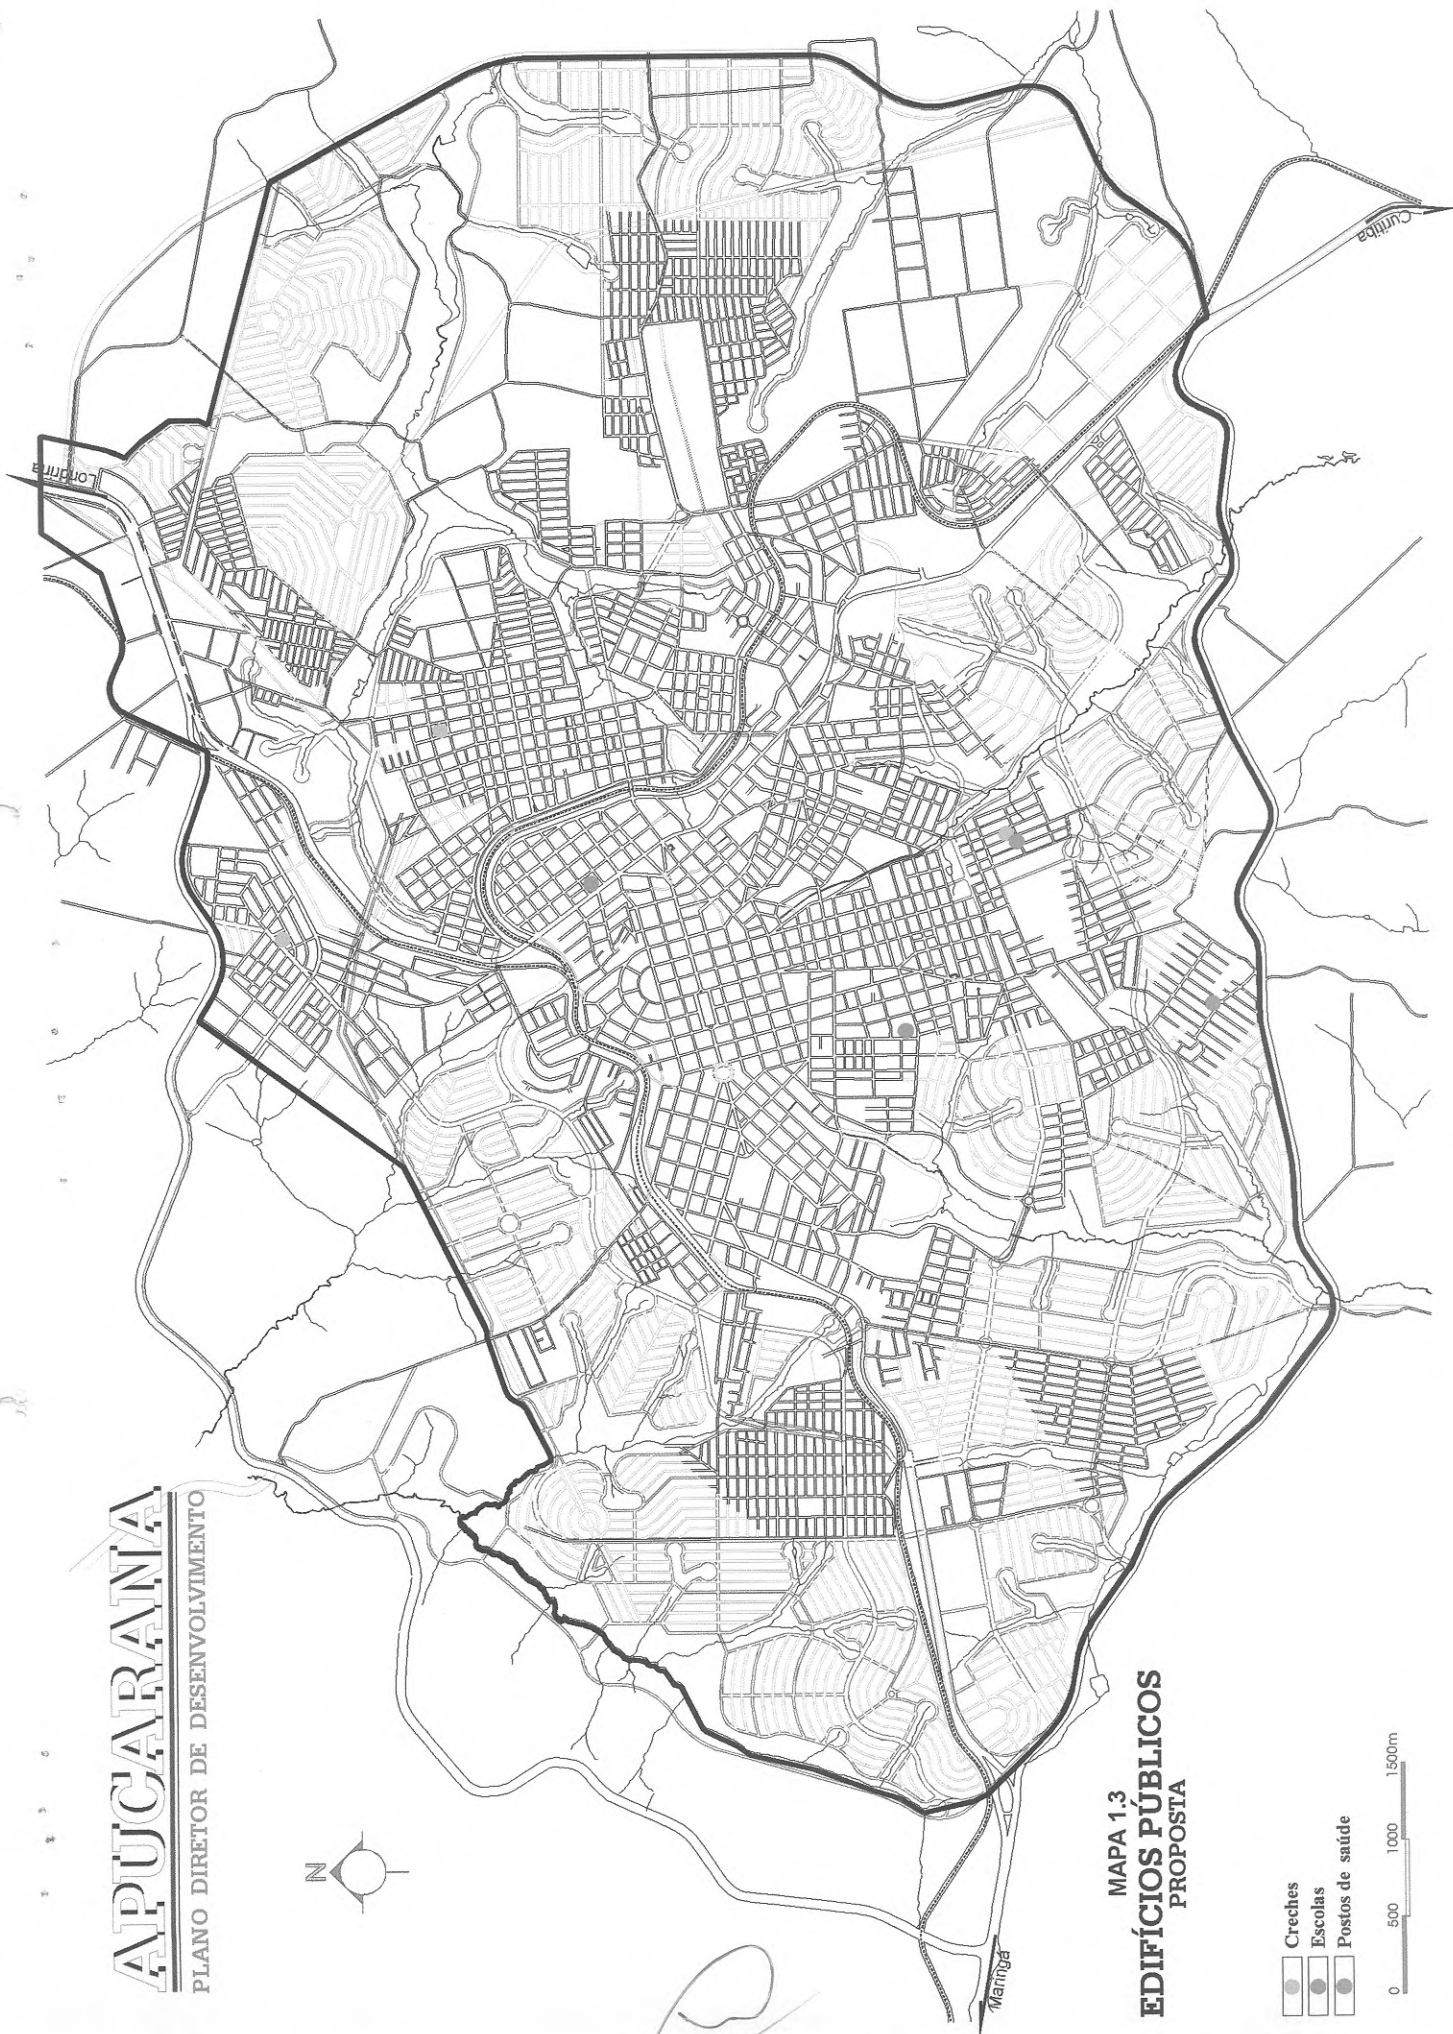 APUCARANA
PLANO DIRETOR DE DESENVOLVIMENTO
N
Londrina
Curitiba
Maringá
MAPA 1.3
EDIFÍCIOS PÚBLICOS
PROPOSTA
Creches
Escolas
Postos de saúde
0 500 1000 1500m